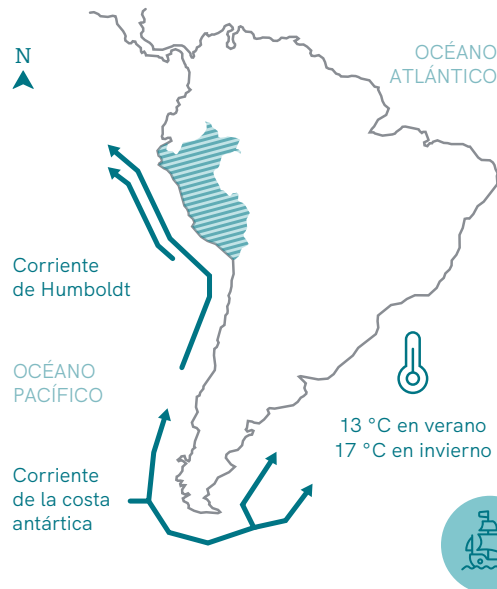 N
OCÉANO
ATLÁNTICO
Corriente
de Humboldt
OCÉANO
PACÍFICO
13 °C en verano
17 °C en invierno
Corriente
de la costa
antártica